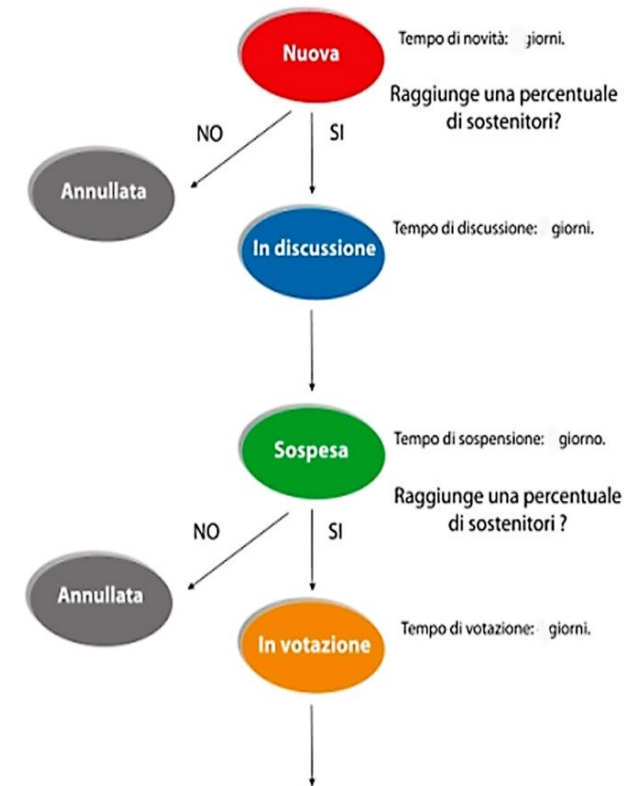 Nuova
Tempo di novità: giorni.
Raggiunge una percentuale
di sostenitori?
NO
SI
Annullata
In discussione
Tempo di discussione: giorni.
Sospesa
Tempo di sospensione: giorno.
Raggiunge una percentuale
di sostenitori ?
NO
SI
Annullata
In votazione
Tempo di votazione: giorni.